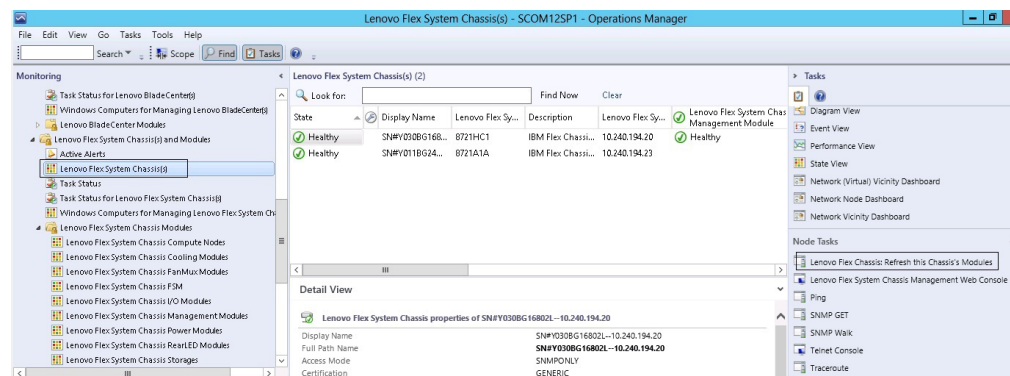 Lenovo Flex System Chassis(s) - SCOM12SP1 - Operations Manager
File Edit View Go Tasks Tools Help
Search Scope Find Tasks
Monitoring
Task Status for Lenovo BladeCenter(s)
Windows Computers for Managing Lenovo BladeCenter(s)
Lenovo BladeCenter Modules
Lenovo Flex System Chassis(s) and Modules
Active Alerts
Lenovo Flex System Chassis(s)
Task Status
Task Status for Lenovo Flex System Chassis(s)
Windows Computers for Managing Lenovo Flex System Ch
Lenovo Flex System Chassis Modules
Lenovo Flex System Chassis Compute Nodes
Lenovo Flex System Chassis Cooling Modules
Lenovo Flex System Chassis FanMux Modules
Lenovo Flex System Chassis FSM
Lenovo Flex System Chassis I/O Modules
Lenovo Flex System Chassis Management Modules
Lenovo Flex System Chassis Power Modules
Lenovo Flex System Chassis RearLED Modules
Lenovo Flex System Chassis Storages
Lenovo Flex System Chassis(s) (2)
Look for: Find Now Clear
State Display Name Lenovo Flex Sy... Description Lenovo Flex Sy... Lenovo Flex System Chas
Management Module
Healthy SN#Y030BG168... 8721HC1 IBM Flex Chassi... 10.240.194.20 Healthy
Healthy SN#Y011BG24... 8721A1A IBM Flex Chassi... 10.240.194.23
Detail View
Lenovo Flex System Chassis properties of SN#Y030BG16802L--10.240.194.20
Display Name SN#Y030BG16802L--10.240.194.20
Full Path Name SN#Y030BG16802L--10.240.194.20
Access Mode SNMPONLY
Certification GENERIC
Tasks
Diagram View
Event View
Performance View
State View
Network (Virtual) Vicinity Dashboard
Network Node Dashboard
Network Vicinity Dashboard
Node Tasks
Lenovo Flex Chassis: Refresh this Chassis's Modules
Lenovo Flex System Chassis Management Web Console
Ping
SNMP GET
SNMP Walk
Telnet Console
Traceroute